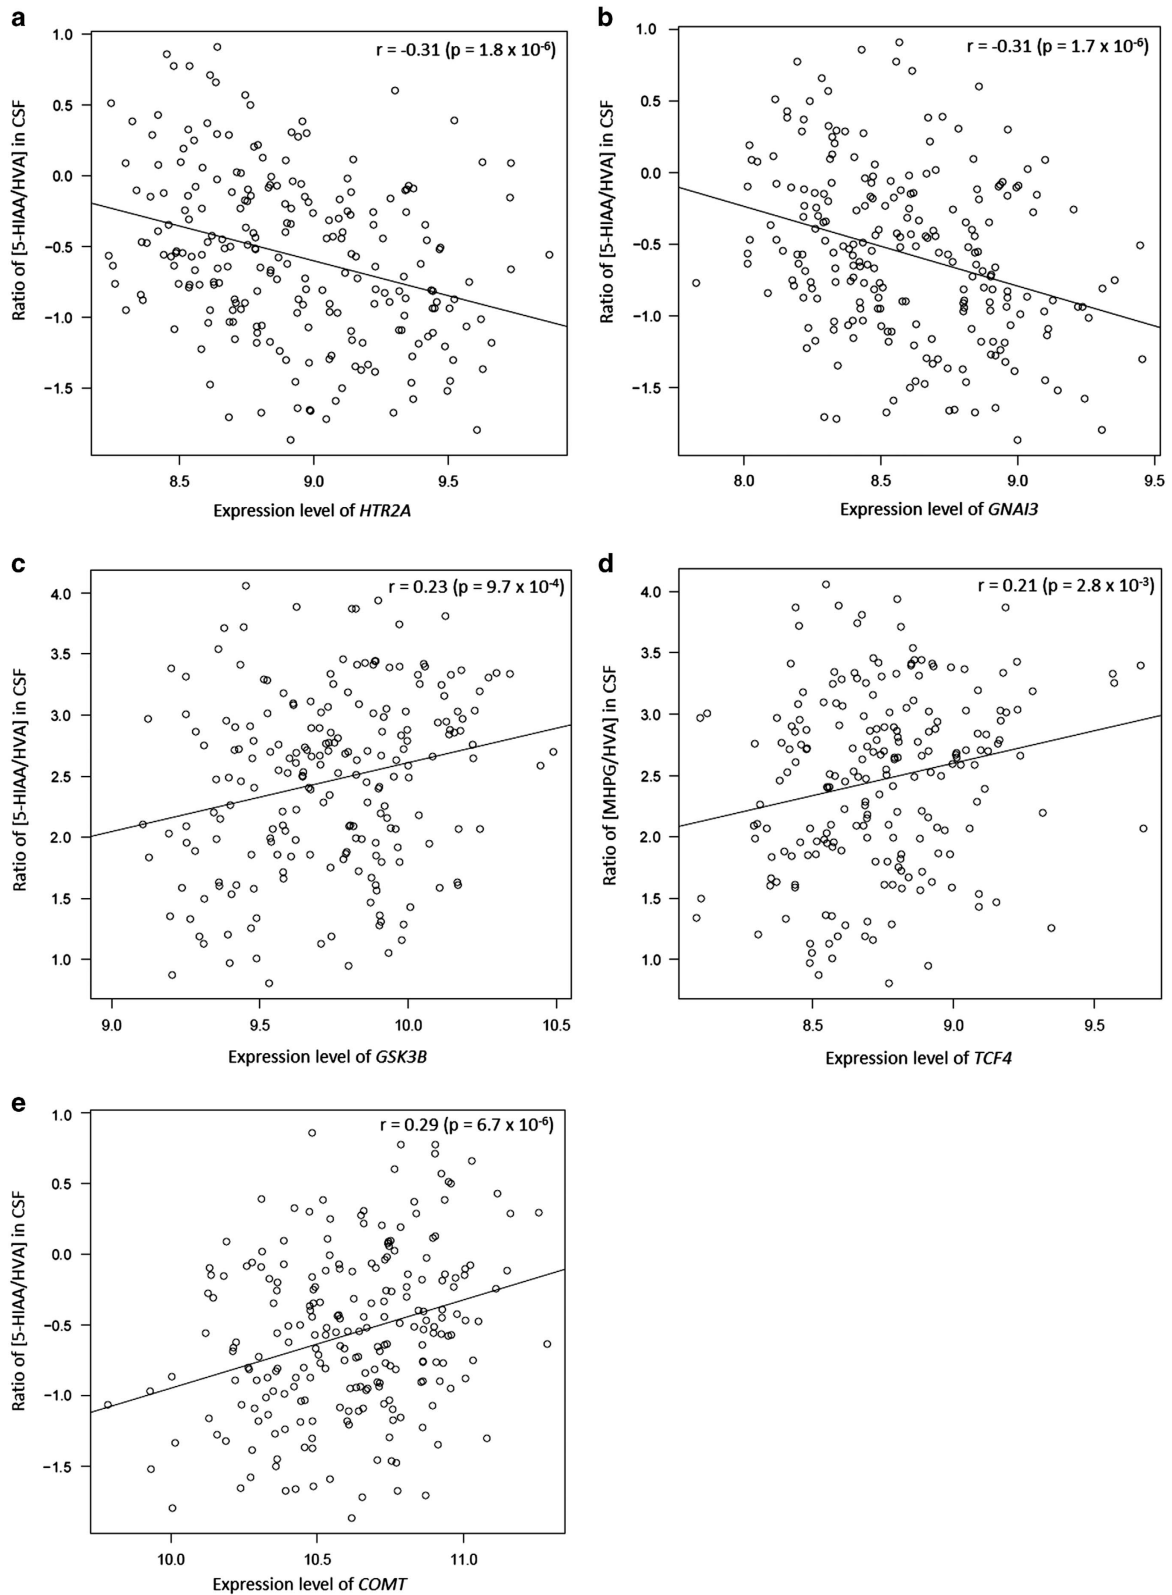 a
r = -0.31 (p = 1.8 x 10-6)
Ratio of [5-HIAA/HVA] in CSF
1.0
0.5
0.0
−0.5
−1.0
−1.5
8.5 9.0 9.5
Expression level of HTR2A
b
r = -0.31 (p = 1.7 x 10-6)
Ratio of [5-HIAA/HVA] in CSF
1.0
0.5
0.0
−0.5
−1.0
−1.5
8.0 8.5 9.0 9.5
Expression level of GNAI3
c
r = 0.23 (p = 9.7 x 10-4)
Ratio of [5-HIAA/HVA] in CSF
4.0
3.5
3.0
2.5
2.0
1.5
1.0
9.0 9.5 10.0 10.5
Expression level of GSK3B
d
r = 0.21 (p = 2.8 x 10-3)
Ratio of [MHPG/HVA] in CSF
4.0
3.5
3.0
2.5
2.0
1.5
1.0
8.5 9.0 9.5
Expression level of TCF4
e
r = 0.29 (p = 6.7 x 10-6)
Ratio of [5-HIAA/HVA] in CSF
1.0
0.5
0.0
−0.5
−1.0
−1.5
10.0 10.5 11.0
Expression level of COMT